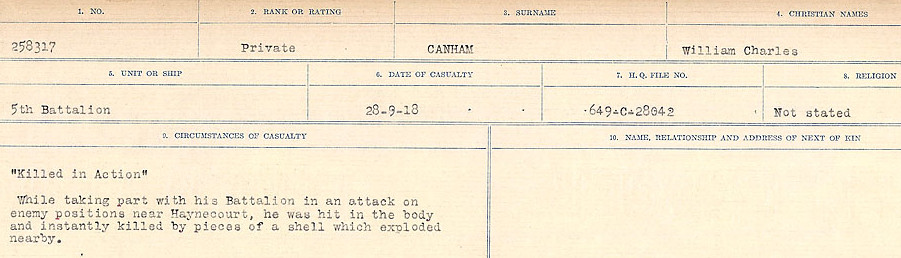 1. NO. 2. RANK OR RATING 3. SURNAME 4. CHRISTIAN NAMES
258317 Private CANHAM William Charles
5. UNIT OR SHIP 6. DATE OF CASUALTY 7. H.Q. FILE NO. 8. RELIGION
5th Battalion 28-9-18 649-C-28042 Not stated
9. CIRCUMSTANCES OF CASUALTY 10. NAME, RELATIONSHIP AND ADDRESS OF NEXT OF KIN
"Killed in Action"
While taking part with his Battalion in an attack on
enemy positions near Haynecourt, he was hit in the body
and instantly killed by pieces of a shell which exploded
nearby.